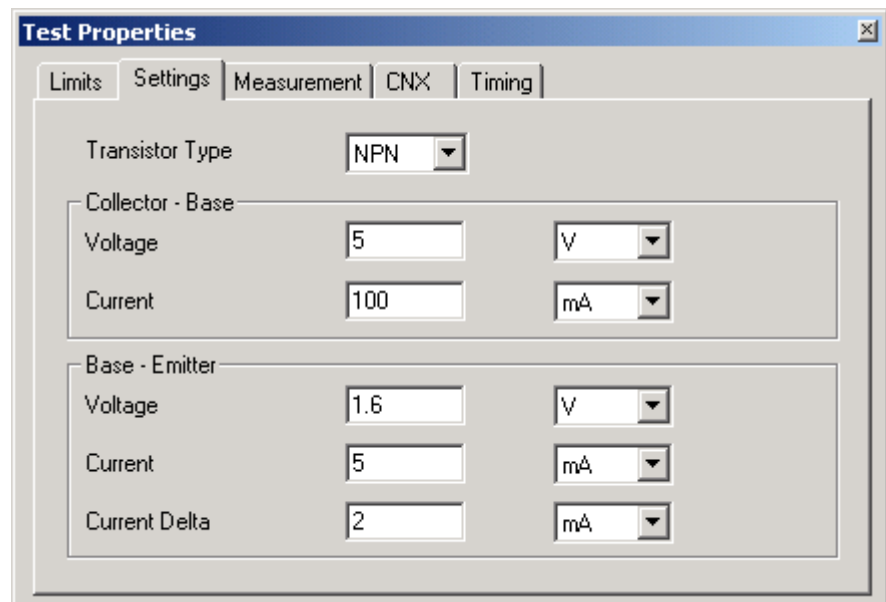 Test Properties
Limits Settings Measurement CNX Timing
Transistor Type NPN
Collector - Base
Voltage 5 V
Current 100 mA
Base - Emitter
Voltage 1.6 V
Current 5 mA
Current Delta 2 mA